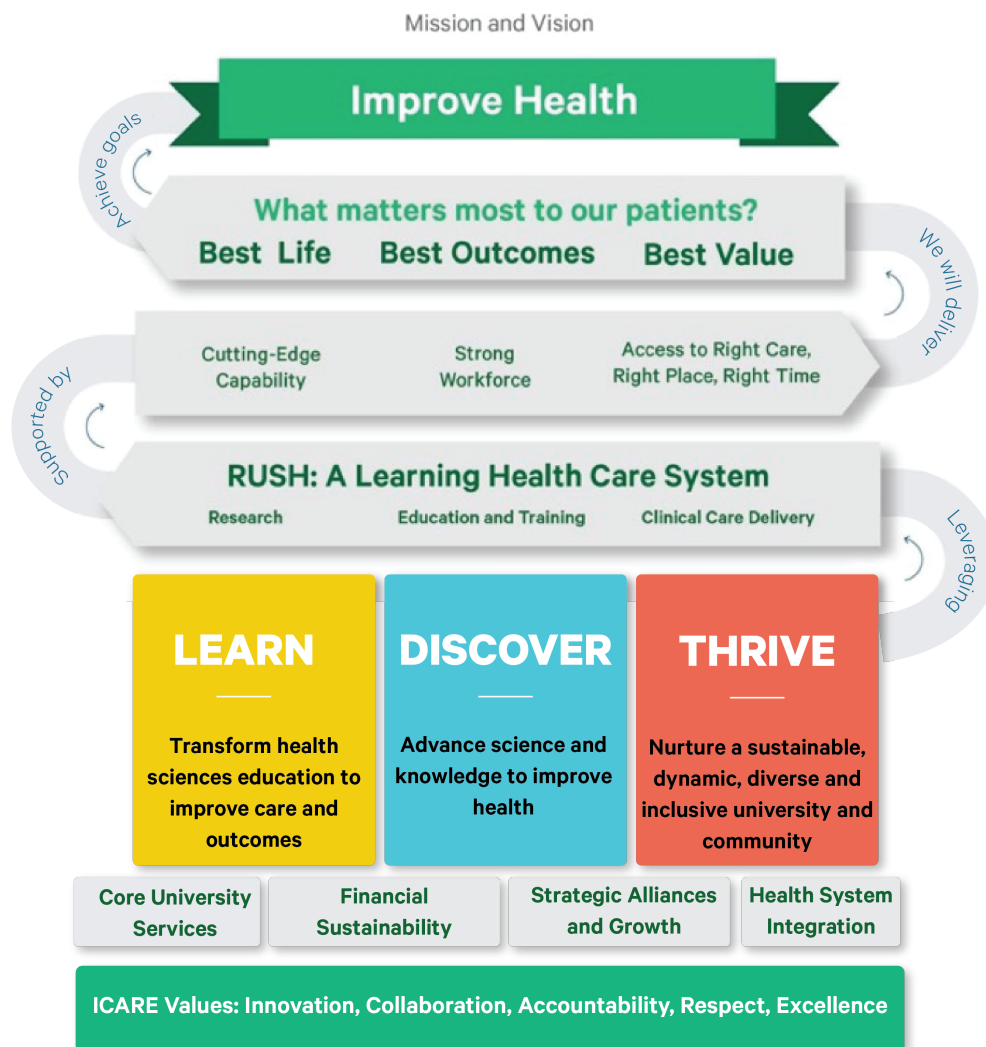 Mission and Vision
Improve Health
Achieve goals
What matters most to our patients?
Best Life Best Outcomes Best Value
We will deliver
Cutting-Edge
Capability
Strong
Workforce
Access to Right Care,
Right Place, Right Time
Supported by
RUSH: A Learning Health Care System
Research Education and Training Clinical Care Delivery
Leveraging
LEARN
Transform health
sciences education to
improve care and
outcomes
DISCOVER
Advance science and
knowledge to improve
health
THRIVE
Nurture a sustainable,
dynamic, diverse and
inclusive university and
community
Core University
Services
Financial
Sustainability
Strategic Alliances
and Growth
Health System
Integration
ICARE Values: Innovation, Collaboration, Accountability, Respect, Excellence